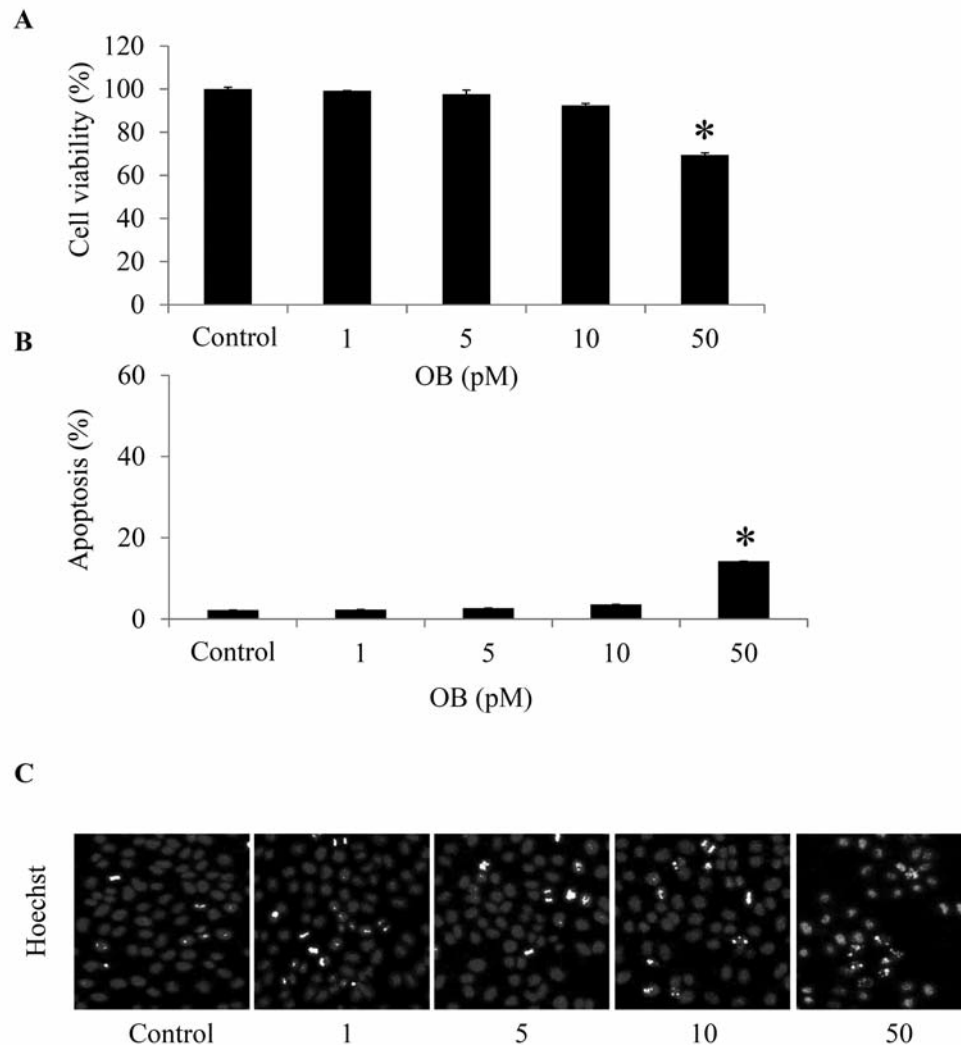 A
120
100
80
60
40
20
0
Cell viability (%)
*
Control 1 5 10 50
OB (pM)
B
60
40
20
0
Apoptosis (%)
*
Control 1 5 10 50
OB (pM)
C
Hoechst
Control 1 5 10 50